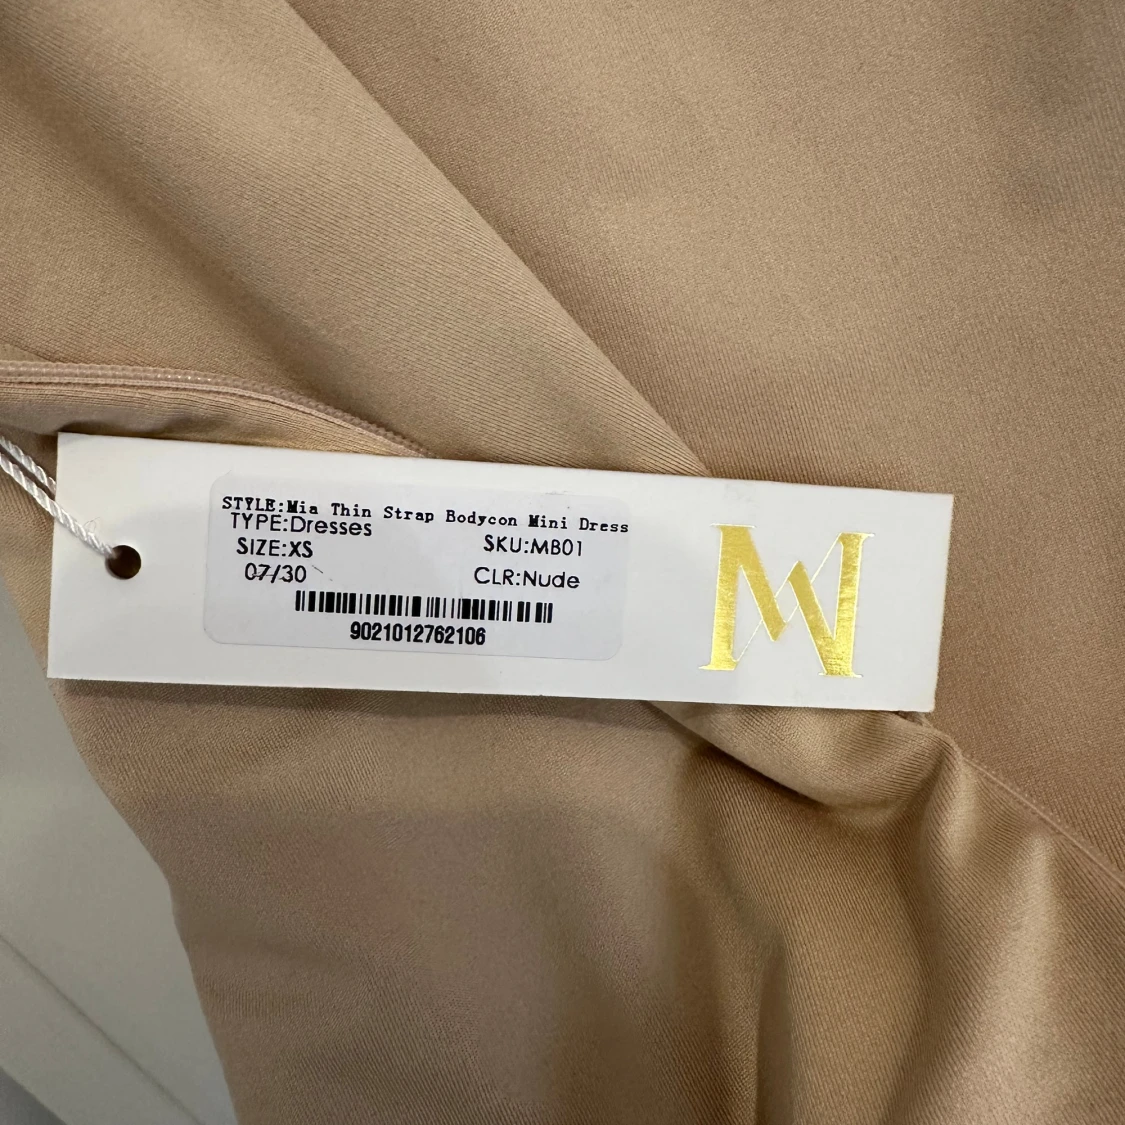 STYLE:Mia Thin Strap Bodycon Mini Dress
TYPE:Dresses
SIZE:XS SKU:MB01
07/30 CLR:Nude
9021012762106
M